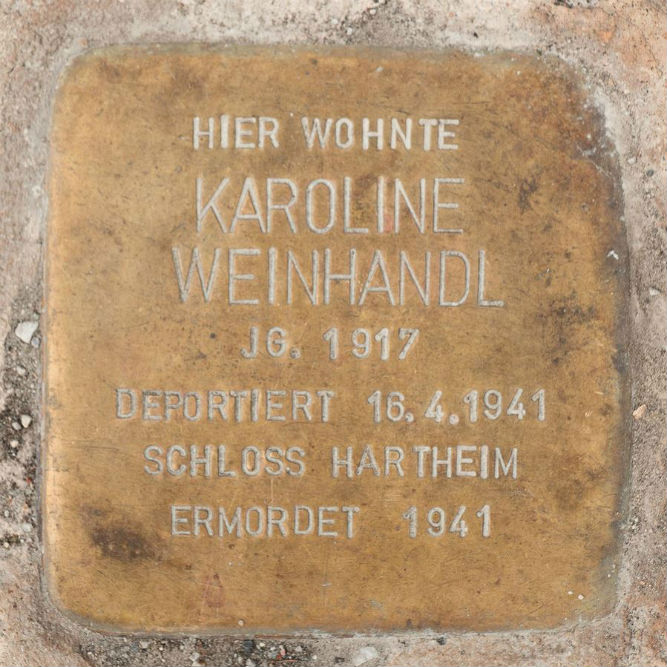 HIER WOHNTE
KAROLINE
WEINHANDL
JG. 1917
DEPORTIERT 16.4.1941
SCHLOSS HARTHEIM
ERMORDET 1941